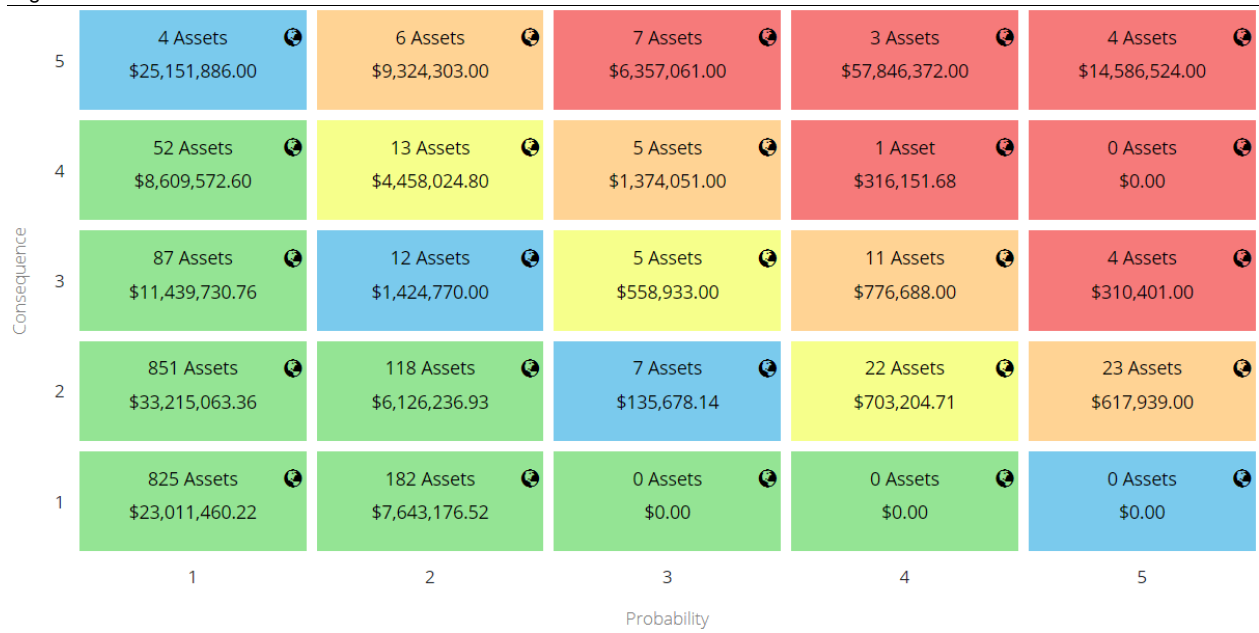 5
4 Assets
$25,151,886.00
6 Assets
$9,324,303.00
7 Assets
$6,357,061.00
3 Assets
$57,846,372.00
4 Assets
$14,586,524.00
4
52 Assets
$8,609,572.60
13 Assets
$4,458,024.80
5 Assets
$1,374,051.00
1 Asset
$316,151.68
0 Assets
$0.00
Consequence
3
87 Assets
$11,439,730.76
12 Assets
$1,424,770.00
5 Assets
$558,933.00
11 Assets
$776,688.00
4 Assets
$310,401.00
2
851 Assets
$33,215,063.36
118 Assets
$6,126,236.93
7 Assets
$135,678.14
22 Assets
$703,204.71
23 Assets
$617,939.00
1
825 Assets
$23,011,460.22
182 Assets
$7,643,176.52
0 Assets
$0.00
0 Assets
$0.00
0 Assets
$0.00
1
2
3
4
5
Probability